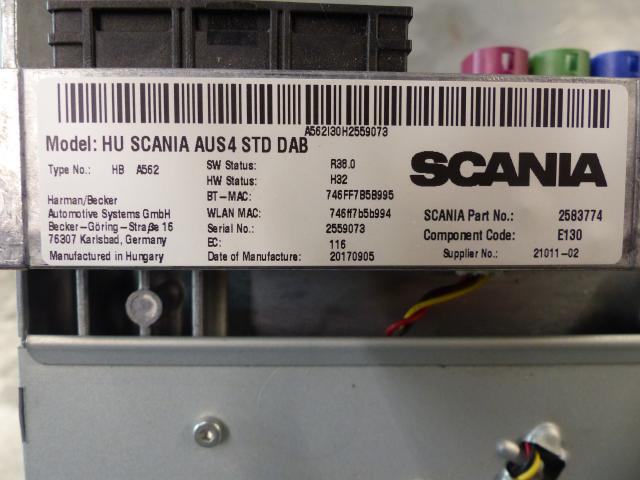 A562I30H2559073
Model: HU SCANIA AUS4 STD DAB
Type No.: HB A562
Harman/Becker
Automotive Systems GmbH
Becker-Göring-Straße 16
76307 Karlsbad, Germany
Manufactured in Hungary
SW Status: R36.0
HW Status: H32
BT-MAC: 746FF7B5B995
WLAN MAC: 746ff7b5b994
Serial No.: 2559073
EC: 116
Date of Manufacture: 20170905
SCANIA
SCANIA Part No.: 2583774
Component Code: E130
Supplier No.: 21011-02